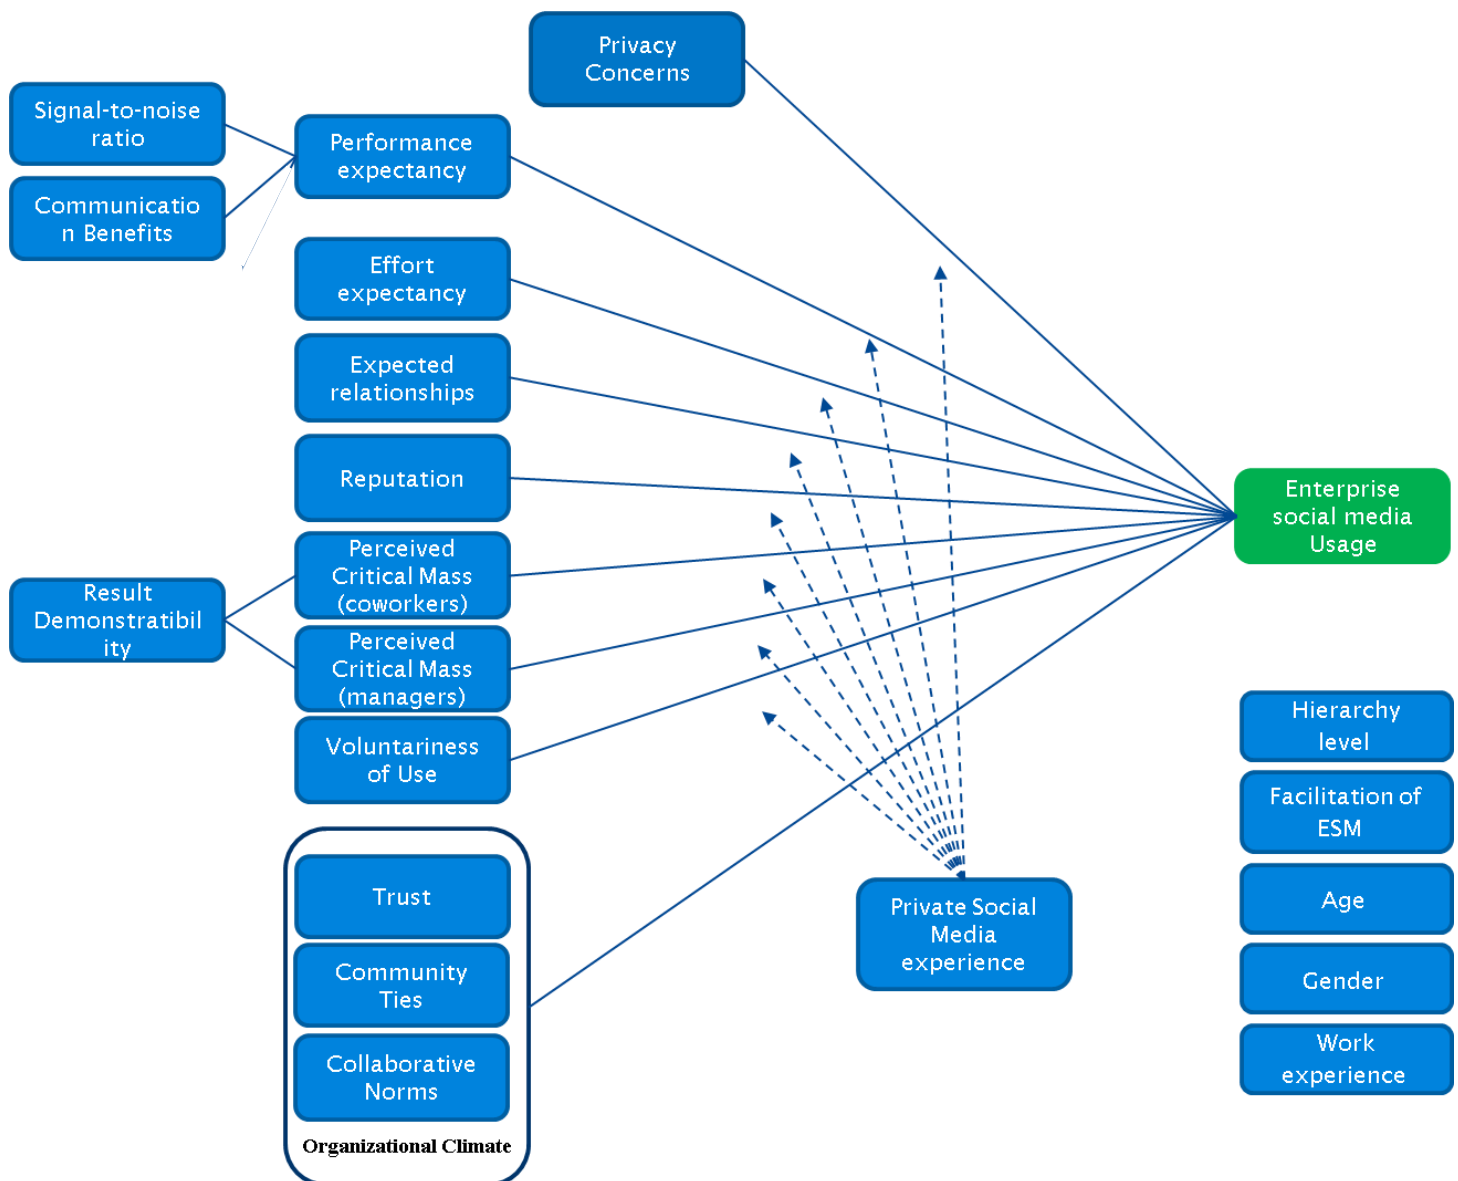 Privacy
Concerns
Signal-to-noise
ratio
Communicatio
n Benefits
Performance
expectancy
Effort
expectancy
Expected
relationships
Reputation
Perceived
Critical Mass
(coworkers)
Result
Demonstratibil
ity
Perceived
Critical Mass
(managers)
Voluntariness
of Use
Trust
Community
Ties
Collaborative
Norms
Organizational Climate
Private Social
Media
experience
Enterprise
social media
Usage
Hierarchy
level
Facilitation of
ESM
Age
Gender
Work
experience